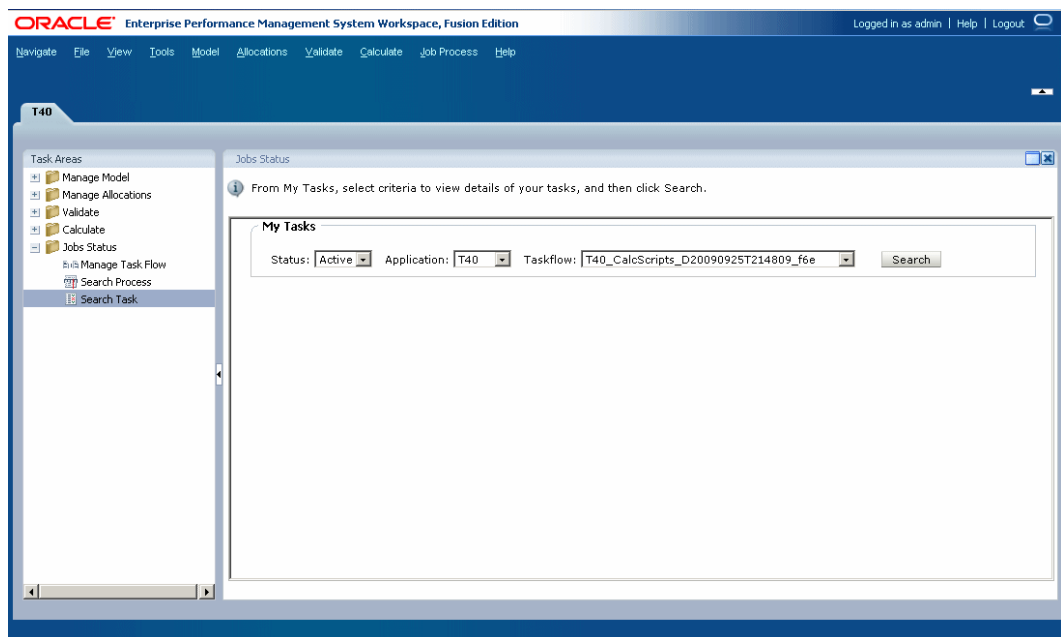 ORACLE Enterprise Performance Management System Workspace, Fusion Edition
Logged in as admin | Help | Logout
Navigate File View Tools Model Allocations Validate Calculate Job Process Help
T40
Task Areas
Manage Model
Manage Allocations
Validate
Calculate
Jobs Status
Manage Task Flow
Search Process
Search Task
Jobs Status
From My Tasks, select criteria to view details of your tasks, and then click Search.
My Tasks
Status: Active Application: T40 Taskflow: T40_CalcScripts_D20090925T214809_f6e Search